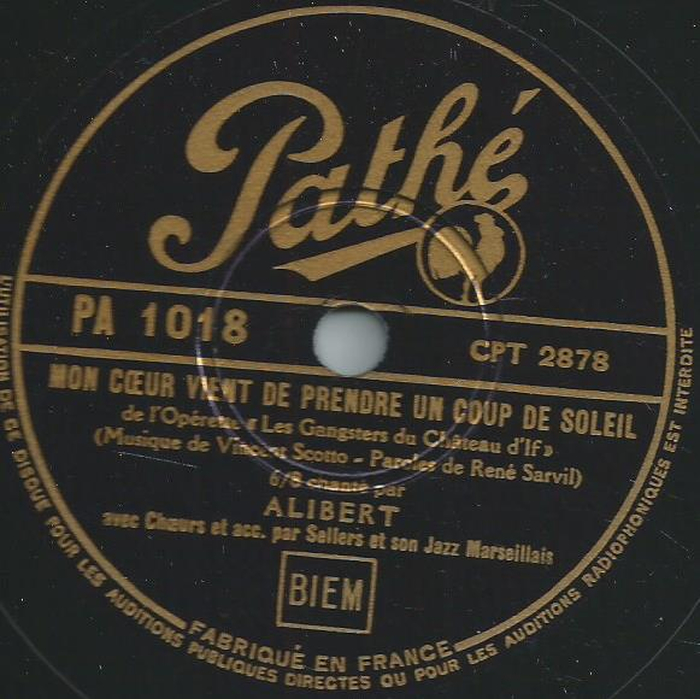 Pathé
PA 1018
CPT 2878
MON CŒUR VIENT DE PRENDRE UN COUP DE SOLEIL
de l'Opérette « Les Gangsters du Château d'If »
(Musique de Vincent Scotto - Paroles de René Sarvil)
6/8 chanté par
ALIBERT
avec Chœurs et acc. par Sellers et son Jazz Marseillais
BIEM
FABRIQUÉ EN FRANCE
L'UTILISATION DE CE DISQUE POUR LES AUDITIONS PUBLIQUES DIRECTES OU POUR LES AUDITIONS RADIOPHONIQUES EST INTERDITE